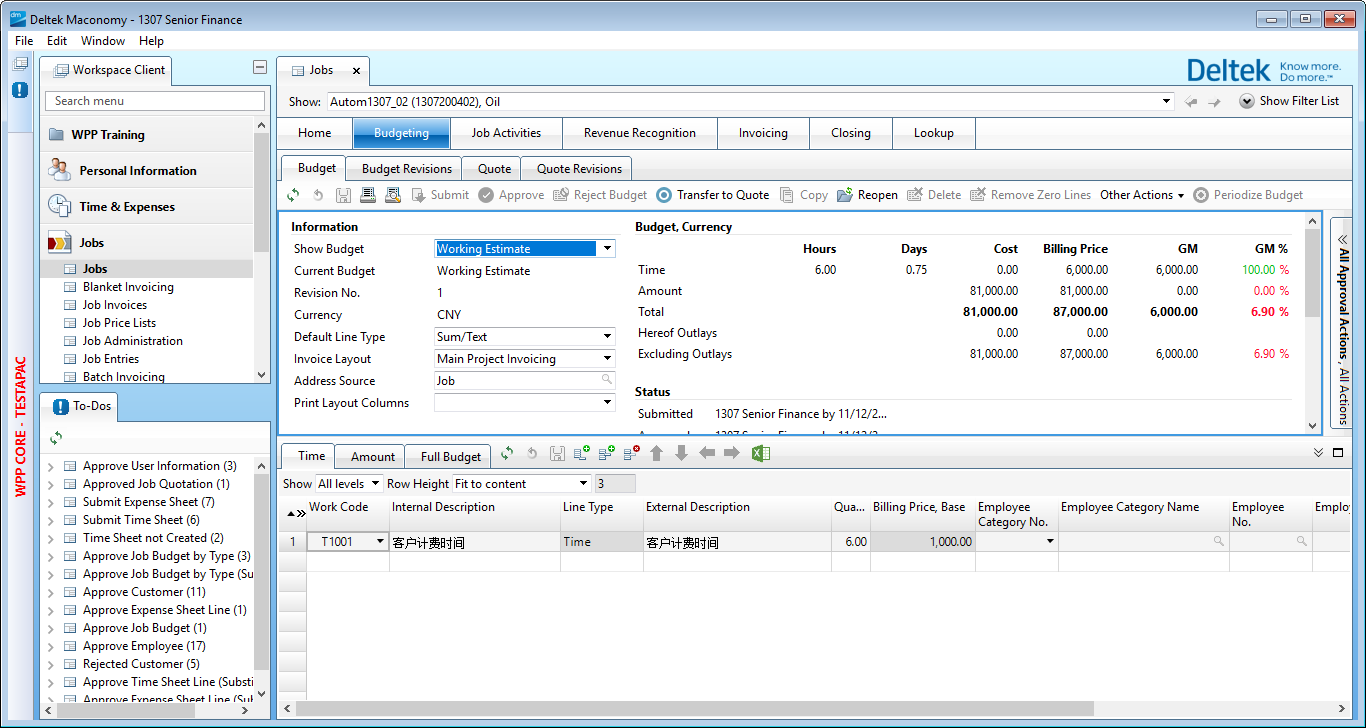 Deltek Maconomy - 1307 Senior Finance
File Edit Window Help
Workspace Client
Search menu
WPP Training
Personal Information
Time & Expenses
Jobs
Jobs
Blanket Invoicing
Job Invoices
Job Price Lists
Job Administration
Job Entries
Batch Invoicing
WPP CORE - TESTAPAC
To-Dos
Approve User Information (3)
Approved Job Quotation (1)
Submit Expense Sheet (7)
Submit Time Sheet (6)
Time Sheet not Created (2)
Approve Job Budget by Type (3)
Approve Job Budget by Type (Su
Approve Customer (11)
Approve Expense Sheet Line (1)
Approve Job Budget (1)
Approve Employee (17)
Rejected Customer (5)
Approve Time Sheet Line (Substi
Approve Expense Sheet Line (Sul
Jobs
Deltek Know more. Do more.™
Show: Autom1307_02 (1307200402), Oil
Show Filter List
Home Budgeting Job Activities Revenue Recognition Invoicing Closing Lookup
Budget Budget Revisions Quote Quote Revisions
Submit Approve Reject Budget Transfer to Quote Copy Reopen Delete Remove Zero Lines Other Actions Periodize Budget
Information
Show Budget Working Estimate
Current Budget Working Estimate
Revision No. 1
Currency CNY
Default Line Type Sum/Text
Invoice Layout Main Project Invoicing
Address Source Job
Print Layout Columns
Budget, Currency
Hours Days Cost Billing Price GM GM %
Time 6.00 0.75 0.00 6,000.00 6,000.00 100.00 %
Amount 81,000.00 81,000.00 0.00 0.00 %
Total 81,000.00 87,000.00 6,000.00 6.90 %
Hereof Outlays 0.00 0.00
Excluding Outlays 81,000.00 87,000.00 6,000.00 6.90 %
Status
Submitted 1307 Senior Finance by 11/12/2...
All Approval Actions, All Actions
Time Amount Full Budget
Show All levels Row Height Fit to content 3
Work Code Internal Description Line Type External Description Qua... Billing Price, Base Employee Category No. Employee Category Name Employee No. Employ
1 T1001 客户计费时间 Time 客户计费时间 6.00 1,000.00